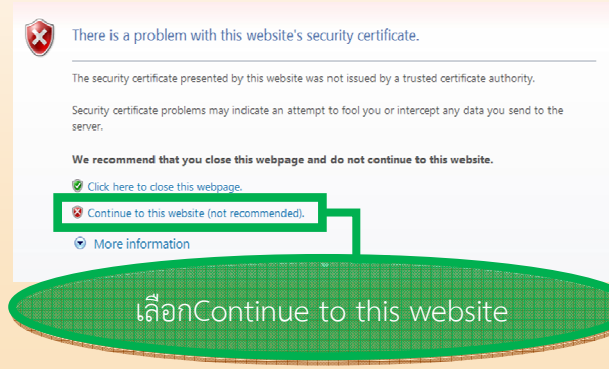 There is a problem with this website's security certificate.
The security certificate presented by this website was not issued by a trusted certificate authority.
Security certificate problems may indicate an attempt to fool you or intercept any data you send to the
server.
We recommend that you close this webpage and do not continue to this website.
Click here to close this webpage.
Continue to this website (not recommended).
More information
เลือกContinue to this website